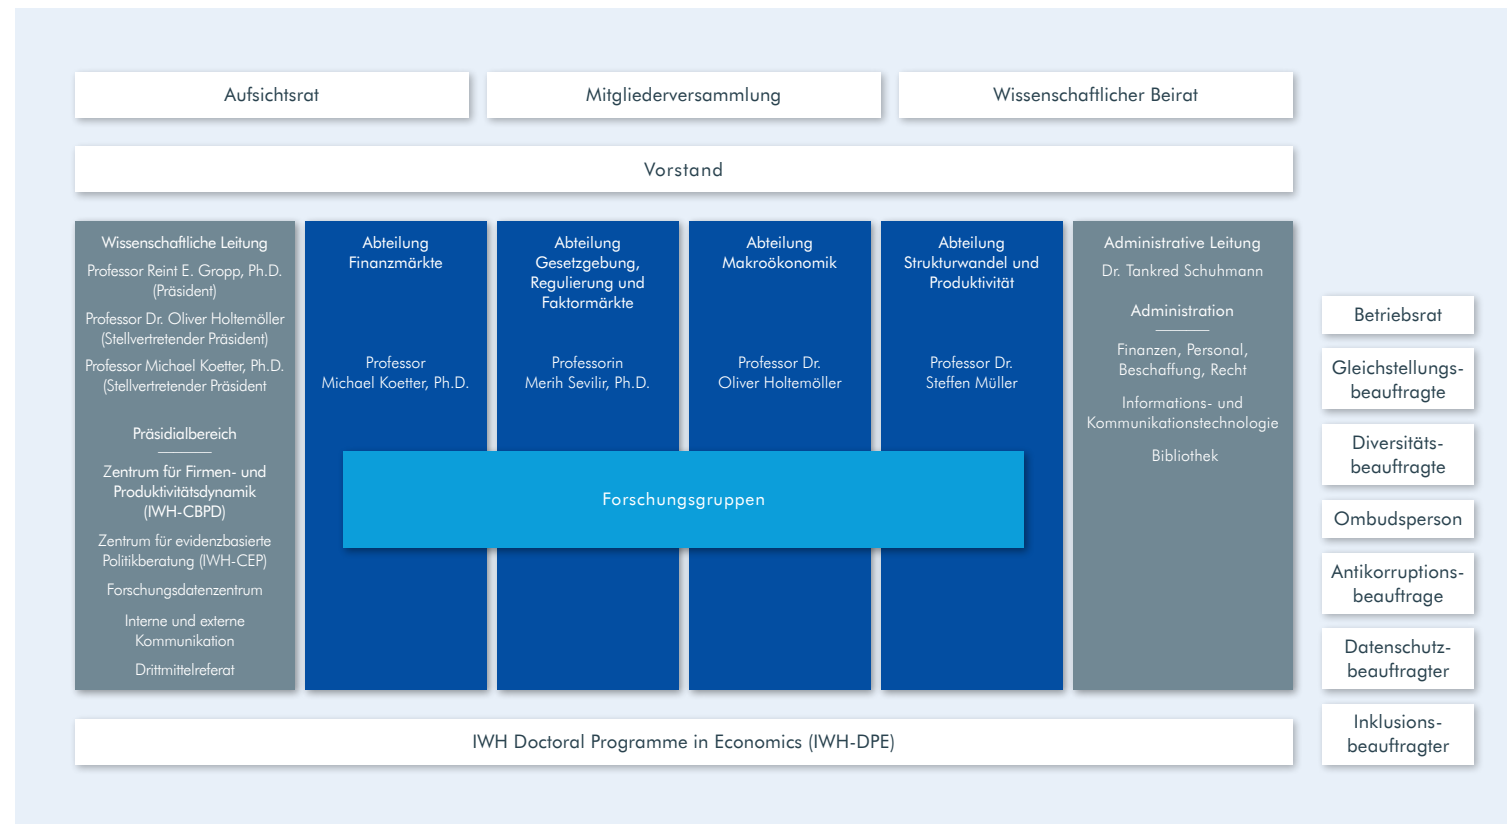 Aufsichtsrat
Mitgliederversammlung
Wissenschaftlicher Beirat
Vorstand
Wissenschaftliche Leitung
Professor Reint E. Gropp, Ph.D.
(Präsident)
Professor Dr. Oliver Holtemöller
(Stellvertretender Präsident)
Professor Michael Koetter, Ph.D.
(Stellvertretender Präsident
Präsidialbereich
Zentrum für Firmen- und
Produktivitätsdynamik
(IWH-CBPD)
Zentrum für evidenzbasierte
Politikberatung (IWH-CEP)
Forschungsdatenzentrum
Interne und externe
Kommunikation
Drittmittelreferat
Abteilung
Finanzmärkte
Professor
Michael Koetter, Ph.D.
Abteilung
Gesetzgebung,
Regulierung und
Faktormärkte
Professorin
Merih Sevilir, Ph.D.
Abteilung
Makroökonomik
Professor Dr.
Oliver Holtemöller
Abteilung
Strukturwandel und
Produktivität
Professor Dr.
Steffen Müller
Forschungsgruppen
Administrative Leitung
Dr. Tankred Schuhmann
Administration
Finanzen, Personal,
Beschaffung, Recht
Informations- und
Kommunikationstechnologie
Bibliothek
IWH Doctoral Programme in Economics (IWH-DPE)
Betriebsrat
Gleichstellungs-
beauftragte
Diversitäts-
beauftragte
Ombudsperson
Antikorruptions-
beauftrage
Datenschutz-
beauftragter
Inklusions-
beauftragter